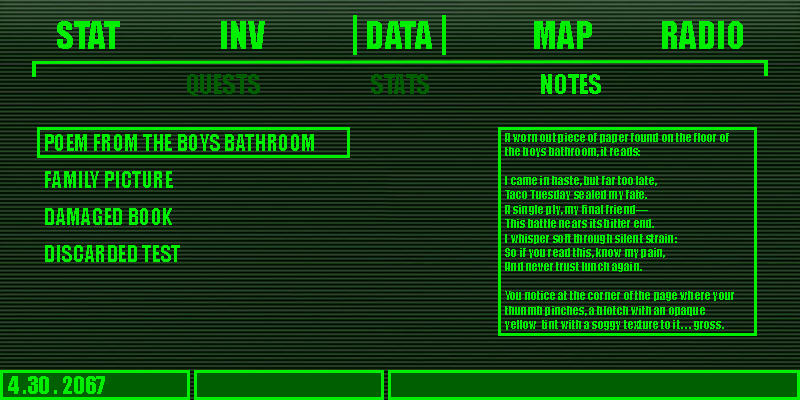 STAT INV DATA MAP RADIO
QUESTS STATS NOTES
POEM FROM THE BOYS BATHROOM
FAMILY PICTURE
DAMAGED BOOK
DISCARDED TEST
A worn out piece of paper found on the floor of
the boys bathroom, it reads:
I came in haste, but far too late,
Taco Tuesday sealed my fate.
A single ply, my final friend—
This battle nears its bitter end.
I whisper soft through silent strain:
So if you read this, know my pain,
And never trust lunch again.
You notice at the corner of the page where your
thunmb pinches, a blotch with an opaque
yellow tint with a soggy texture to it... gross.
4.30.2067